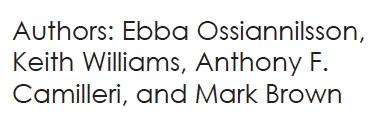 Authors: Ebba Ossiannilsson,
Keith Williams, Anthony F.
Camilleri, and Mark Brown